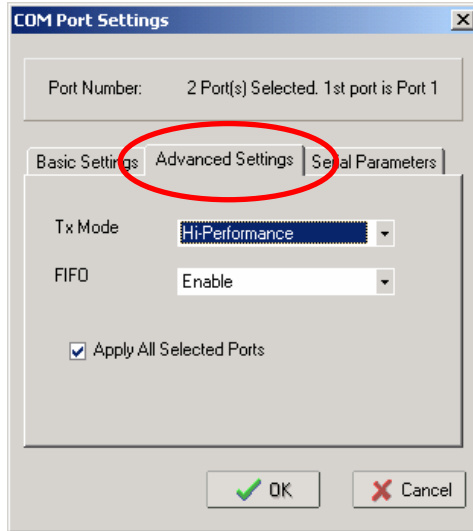 COM Port Settings
Port Number: 2 Port(s) Selected. 1st port is Port 1
Basic Settings Advanced Settings Serial Parameters
Tx Mode Hi-Performance
FIFO Enable
Apply All Selected Ports
OK Cancel